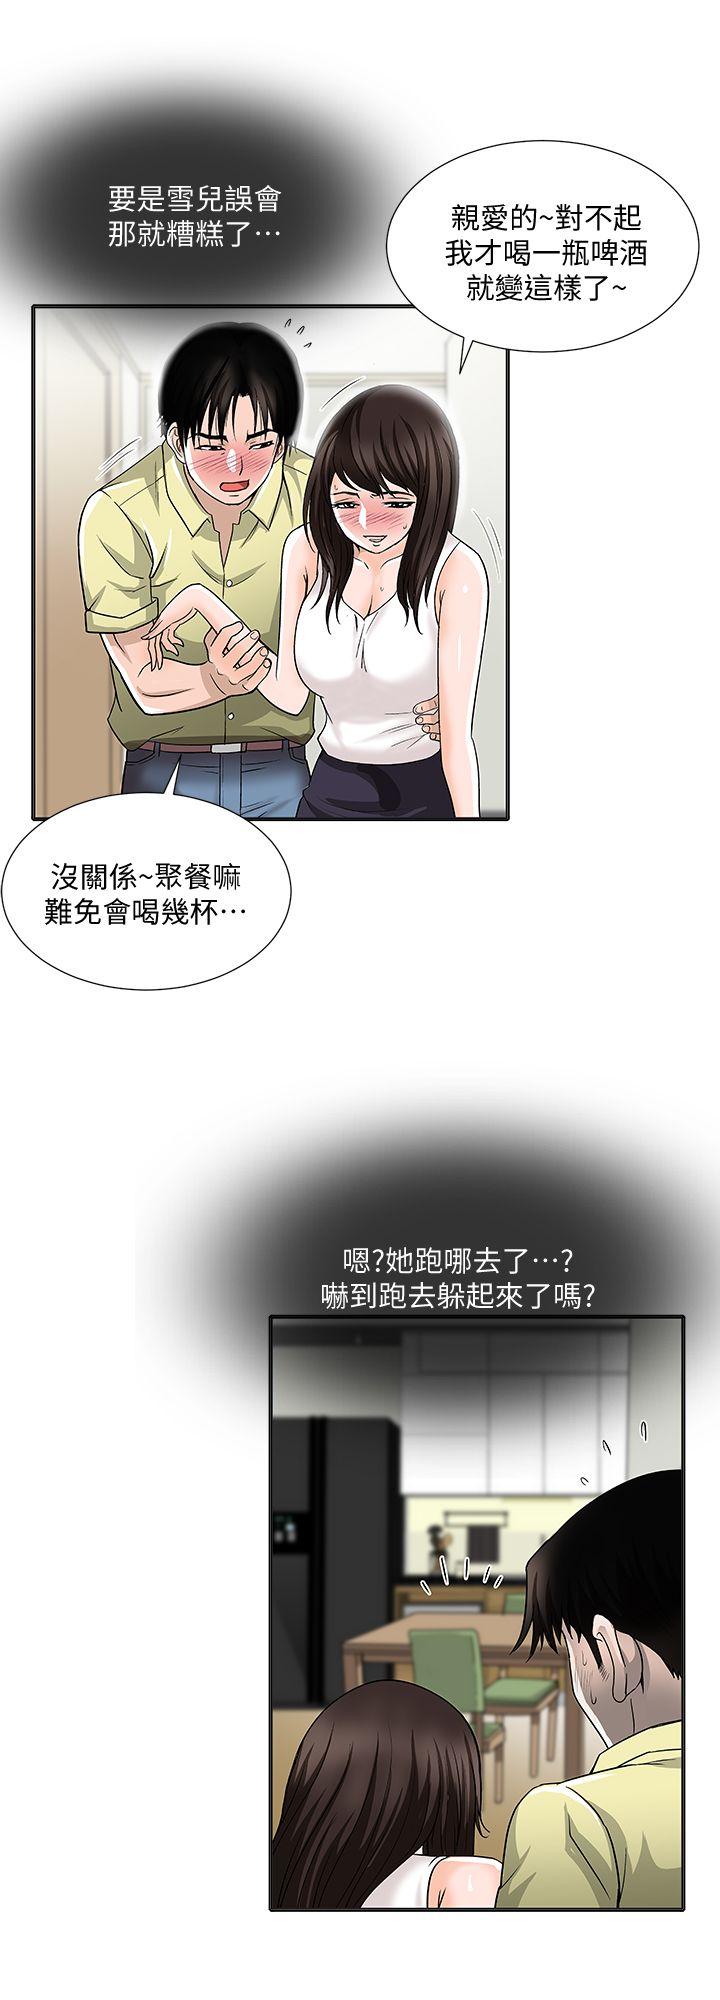 要是雪兒誤會
那就糟糕了…
親愛的~對不起
我才喝一瓶啤酒
就變這樣了~
沒關係~聚餐嘛
難免會喝幾杯…
嗯?她跑哪去了…?
嚇到跑去躲起來了嗎?